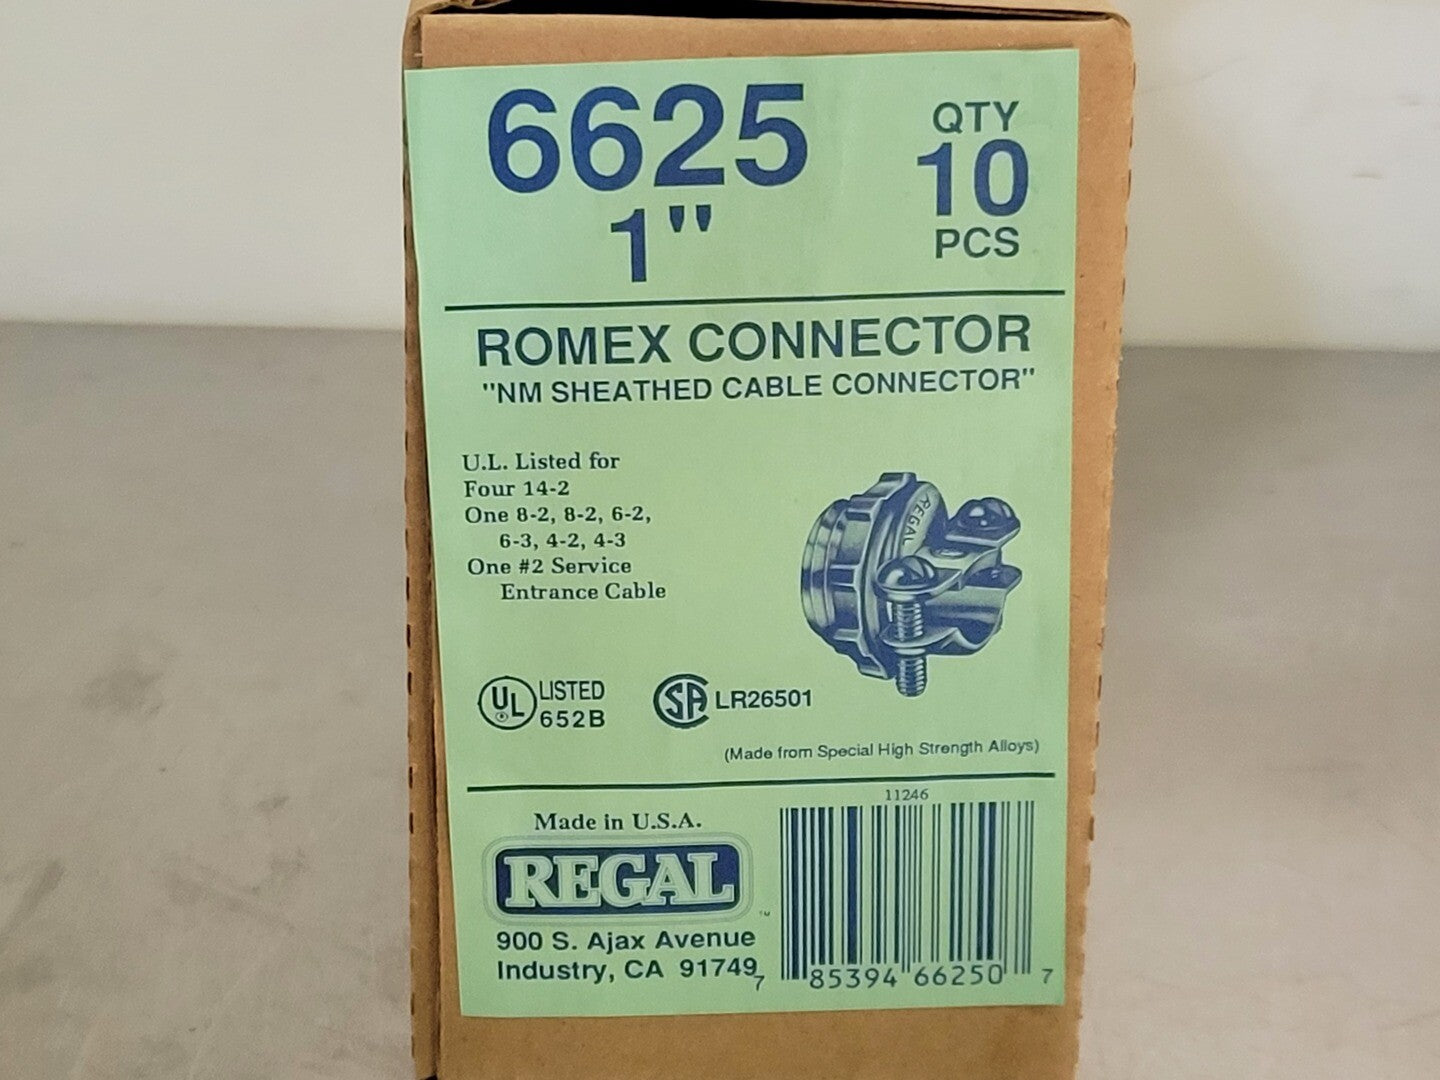 6625
1"
QTY
10
PCS
ROMEX CONNECTOR
"NM SHEATHED CABLE CONNECTOR"
U.L. Listed for
Four 14-2
One 8-2, 8-2, 6-2,
6-3, 4-2, 4-3
One #2 Service
Entrance Cable
REGAL
UL LISTED
652B
SA LR26501
(Made from Special High Strength Alloys)
Made in U.S.A.
REGAL
TM
900 S. Ajax Avenue
Industry, CA 91749
11246
7 85394 66250 7